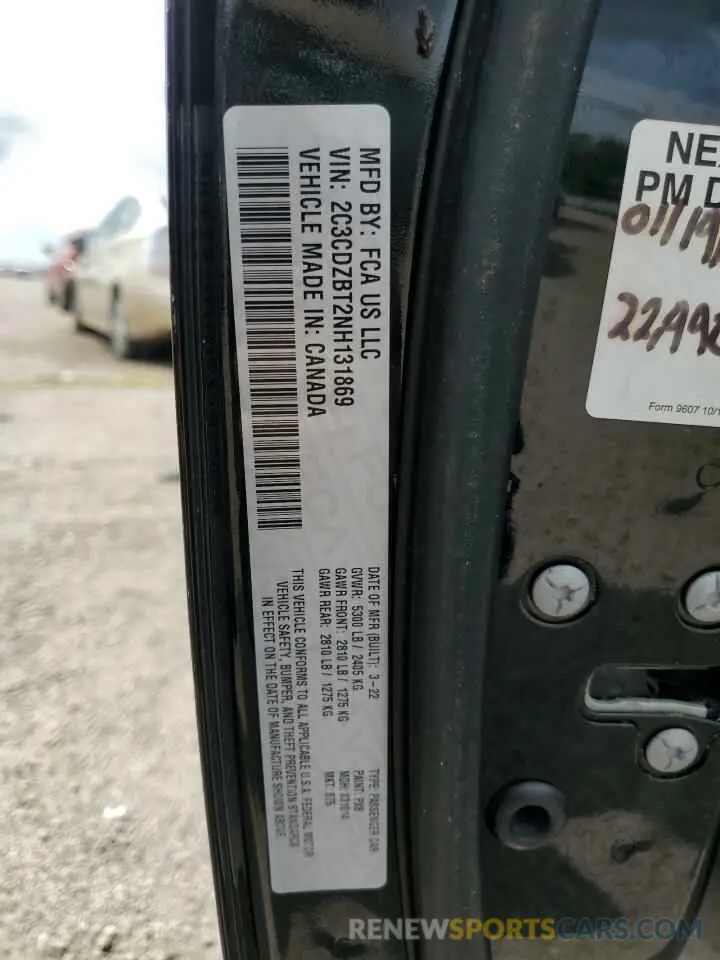 MFD BY: FCA US LLC
VIN: 2C3CDZBT2NH131869
VEHICLE MADE IN: CANADA
DATE OF MFR (BUILT): 3-22
GVWR: 5300 LB / 2405 KG
GAWR FRONT: 2810 LB / 1275 KG
GAWR REAR: 2810 LB / 1275 KG
TYPE: PASSENGER CAR
PAINT: PX8
MDH: 031014
MKT: 975
THIS VEHICLE CONFORMS TO ALL APPLICABLE U.S.A. FEDERAL MOTOR
VEHICLE SAFETY, BUMPER, AND THEFT PREVENTION STANDARDS
IN EFFECT ON THE DATE OF MANUFACTURE SHOWN ABOVE
PM
Form 9607
RENEWSPORTSCARS.COM